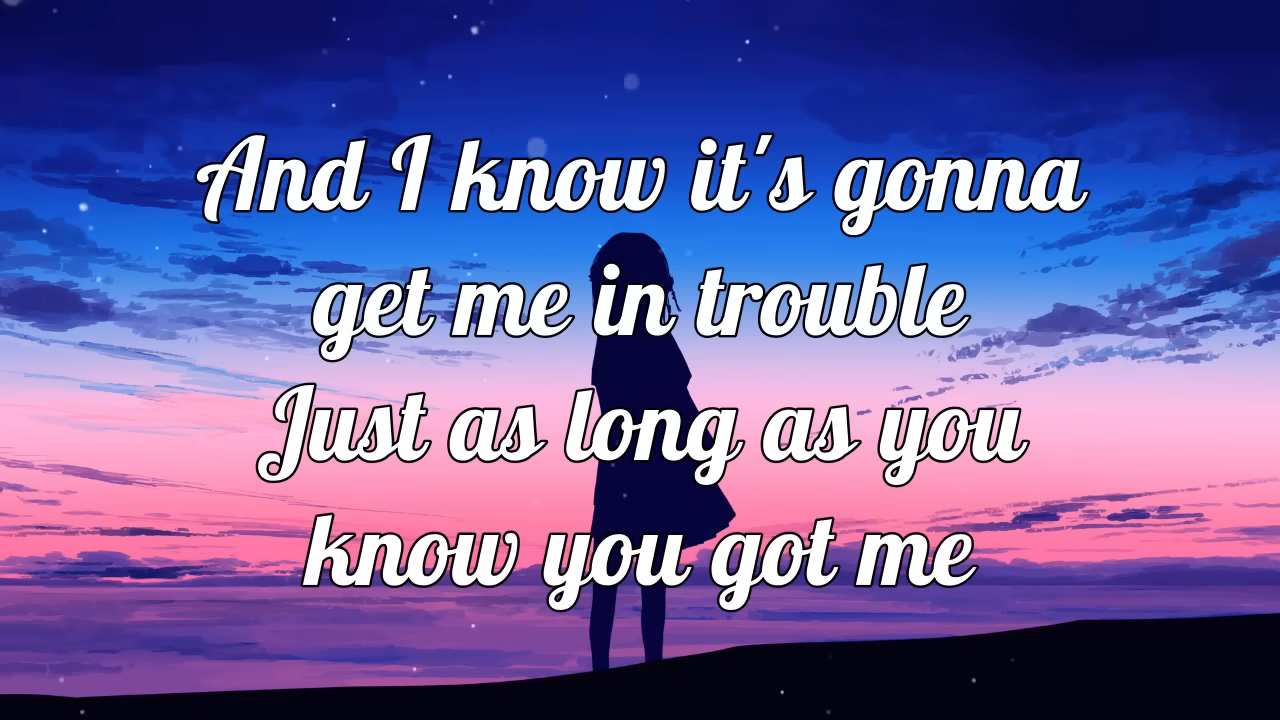 And I know it's gonna
get me in trouble
Just as long as you
know you got me